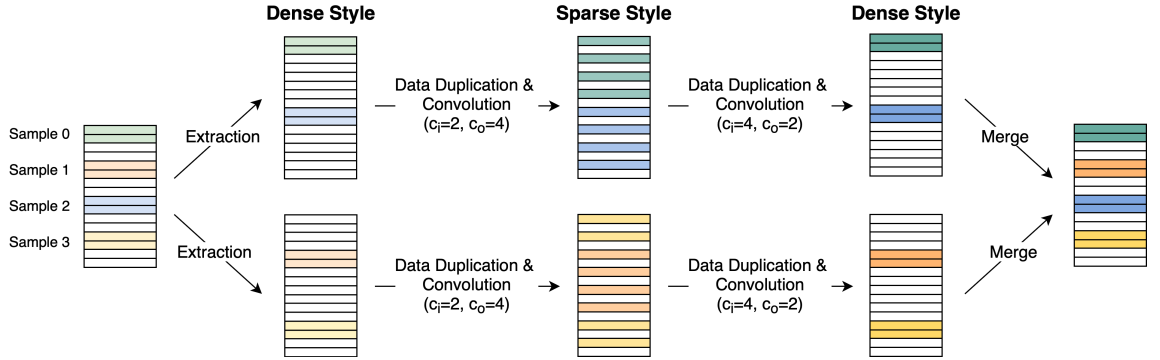 Dense Style
Sparse Style
Dense Style
Data Duplication &
Convolution
(cᵢ=2, cₒ=4)
Data Duplication &
Convolution
(cᵢ=4, cₒ=2)
Sample 0
Sample 1
Sample 2
Sample 3
Extraction
Merge
Extraction
Merge
Data Duplication &
Convolution
(cᵢ=2, cₒ=4)
Data Duplication &
Convolution
(cᵢ=4, cₒ=2)